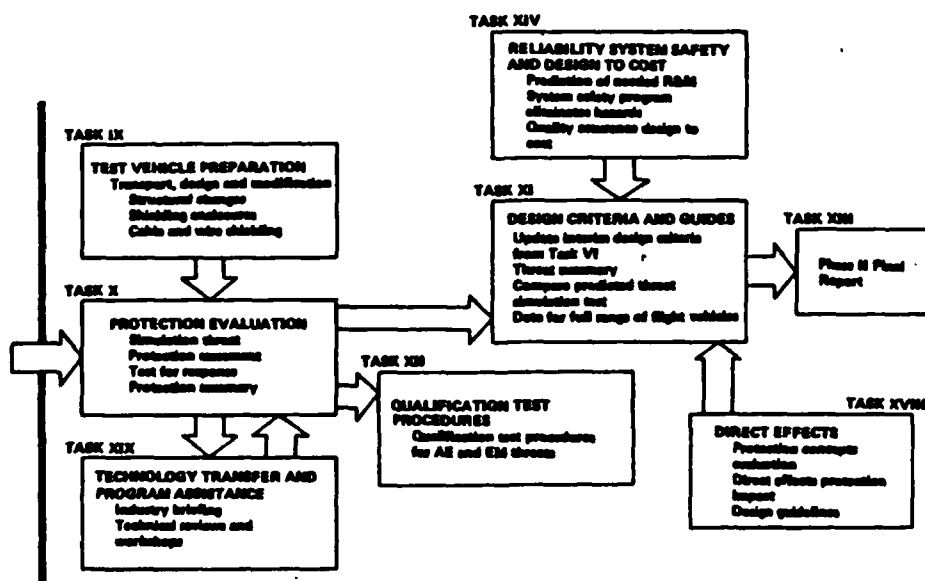 TASK XIV
RELIABILITY SYSTEM SAFETY
AND DESIGN TO COST
Prediction of needed R&M
System safety program
eliminates hazards
Quality assurance design to
cost
TASK IX
TEST VEHICLE PREPARATION
Transport, design and modification
Structural changes
Shielding enclosures
Cable and wire shielding
TASK XI
DESIGN CRITERIA AND GUIDES
Update interim design criteria
from Task VI
Threat summary
Compare predicted threat
simulation test
Data for full range of flight vehicles
TASK XIII
Phase II Final
Report
TASK X
PROTECTION EVALUATION
Simulation threat
Protection assessment
Test for response
Protection summary
TASK XII
QUALIFICATION TEST
PROCEDURES
Qualification test procedures
for AE and EM threats
TASK XVIII
DIRECT EFFECTS
Protection concepts
evaluation
Direct effects protection
impact
Design guidelines
TASK XIX
TECHNOLOGY TRANSFER AND
PROGRAM ASSISTANCE
Industry briefing
Technical reviews and
workshops